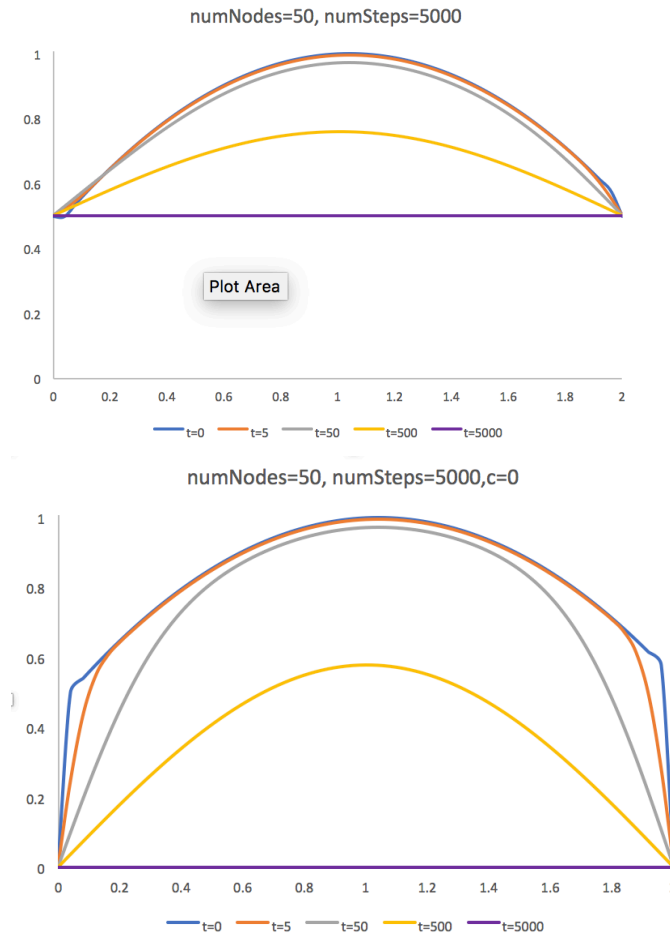 numNodes=50, numSteps=5000
1
0.8
0.6
0.4
0.2
0
Plot Area
0 0.2 0.4 0.6 0.8 1 1.2 1.4 1.6 1.8 2
t=0 t=5 t=50 t=500 t=5000
numNodes=50, numSteps=5000,c=0
1
0.8
0.6
0.4
0.2
0
0 0.2 0.4 0.6 0.8 1 1.2 1.4 1.6 1.8
t=0 t=5 t=50 t=500 t=5000